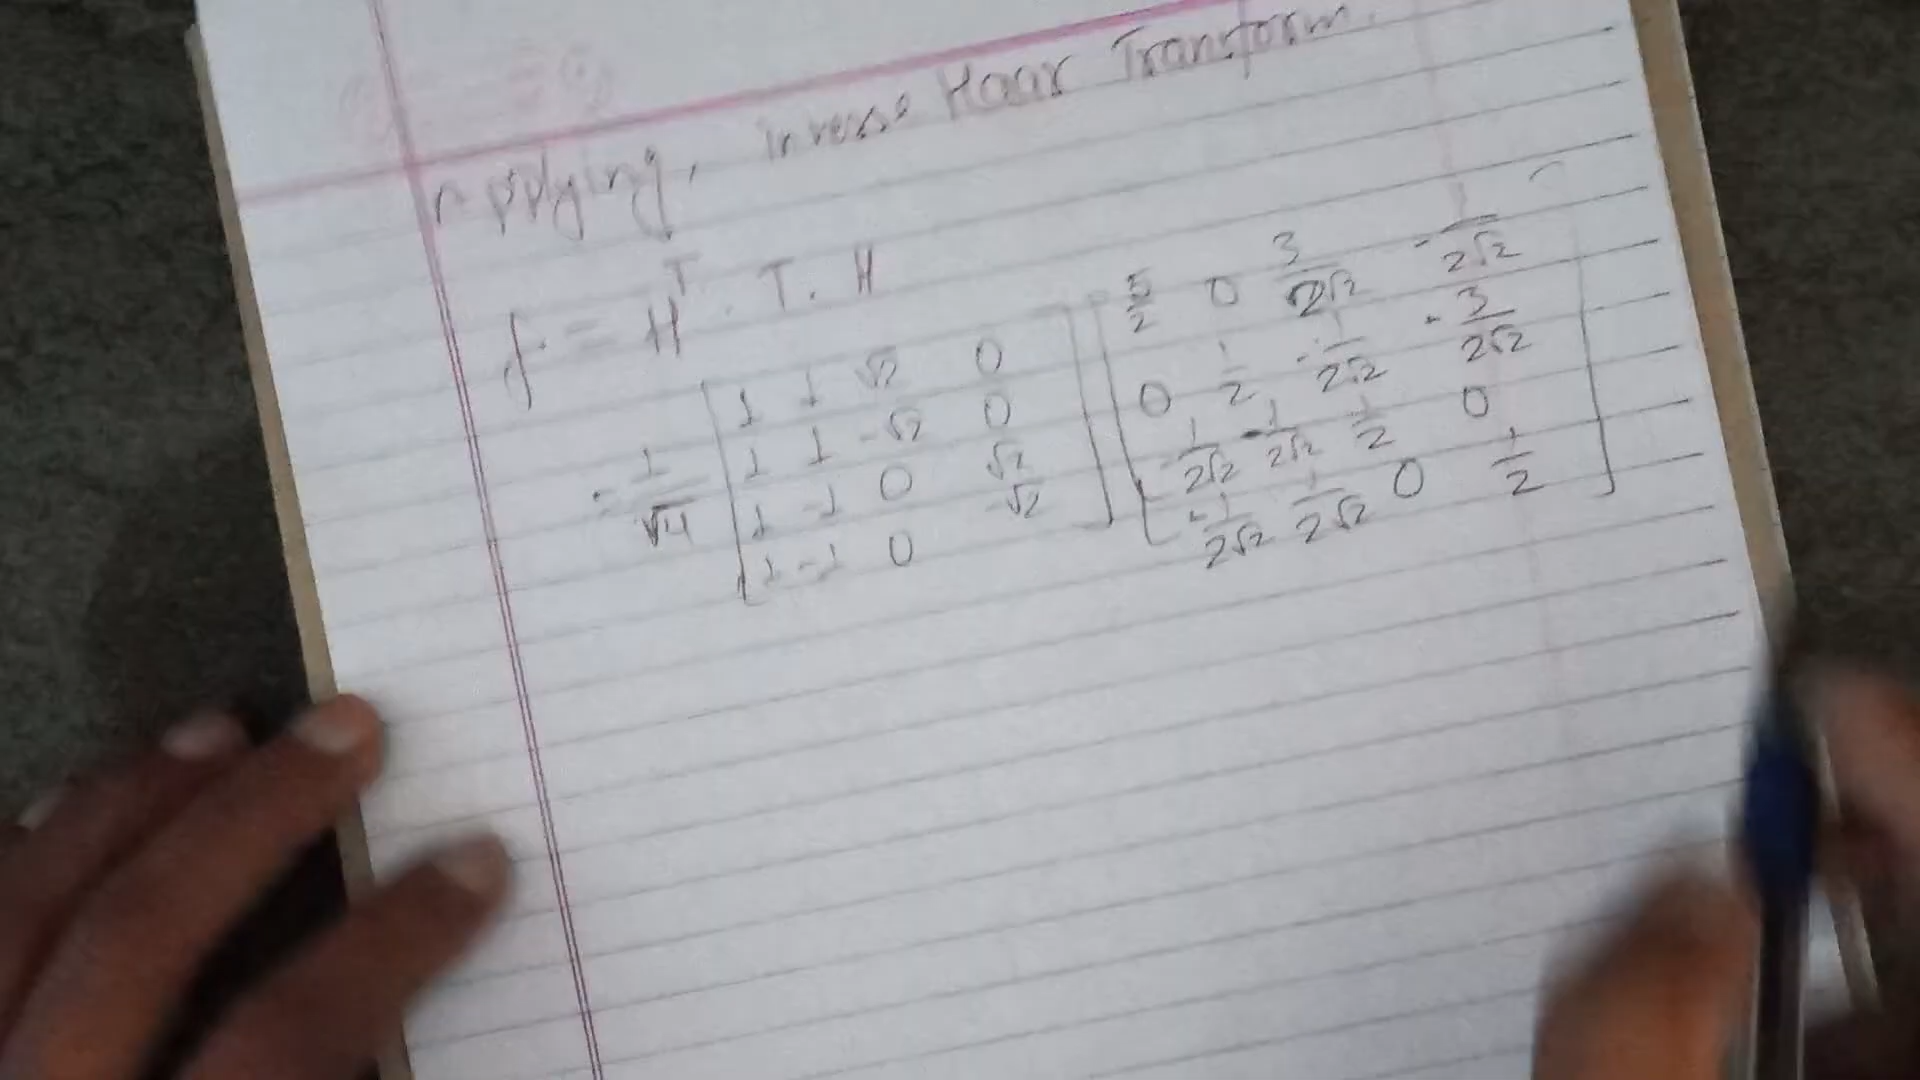 Applying, inverse Haar Transform.
f = H^T . T . H
= 1/√4 [1 1 √2 0; 1 1 -√2 0; 1 -1 0 √2; 1 -1 0 -√2] [5/2 0 3/2√2 -1/2√2; 0 1/2 -1/2√2 -3/2√2; -1/2√2 -1/2√2 1/2 0; -1/2√2 1/2√2 0 1/2]